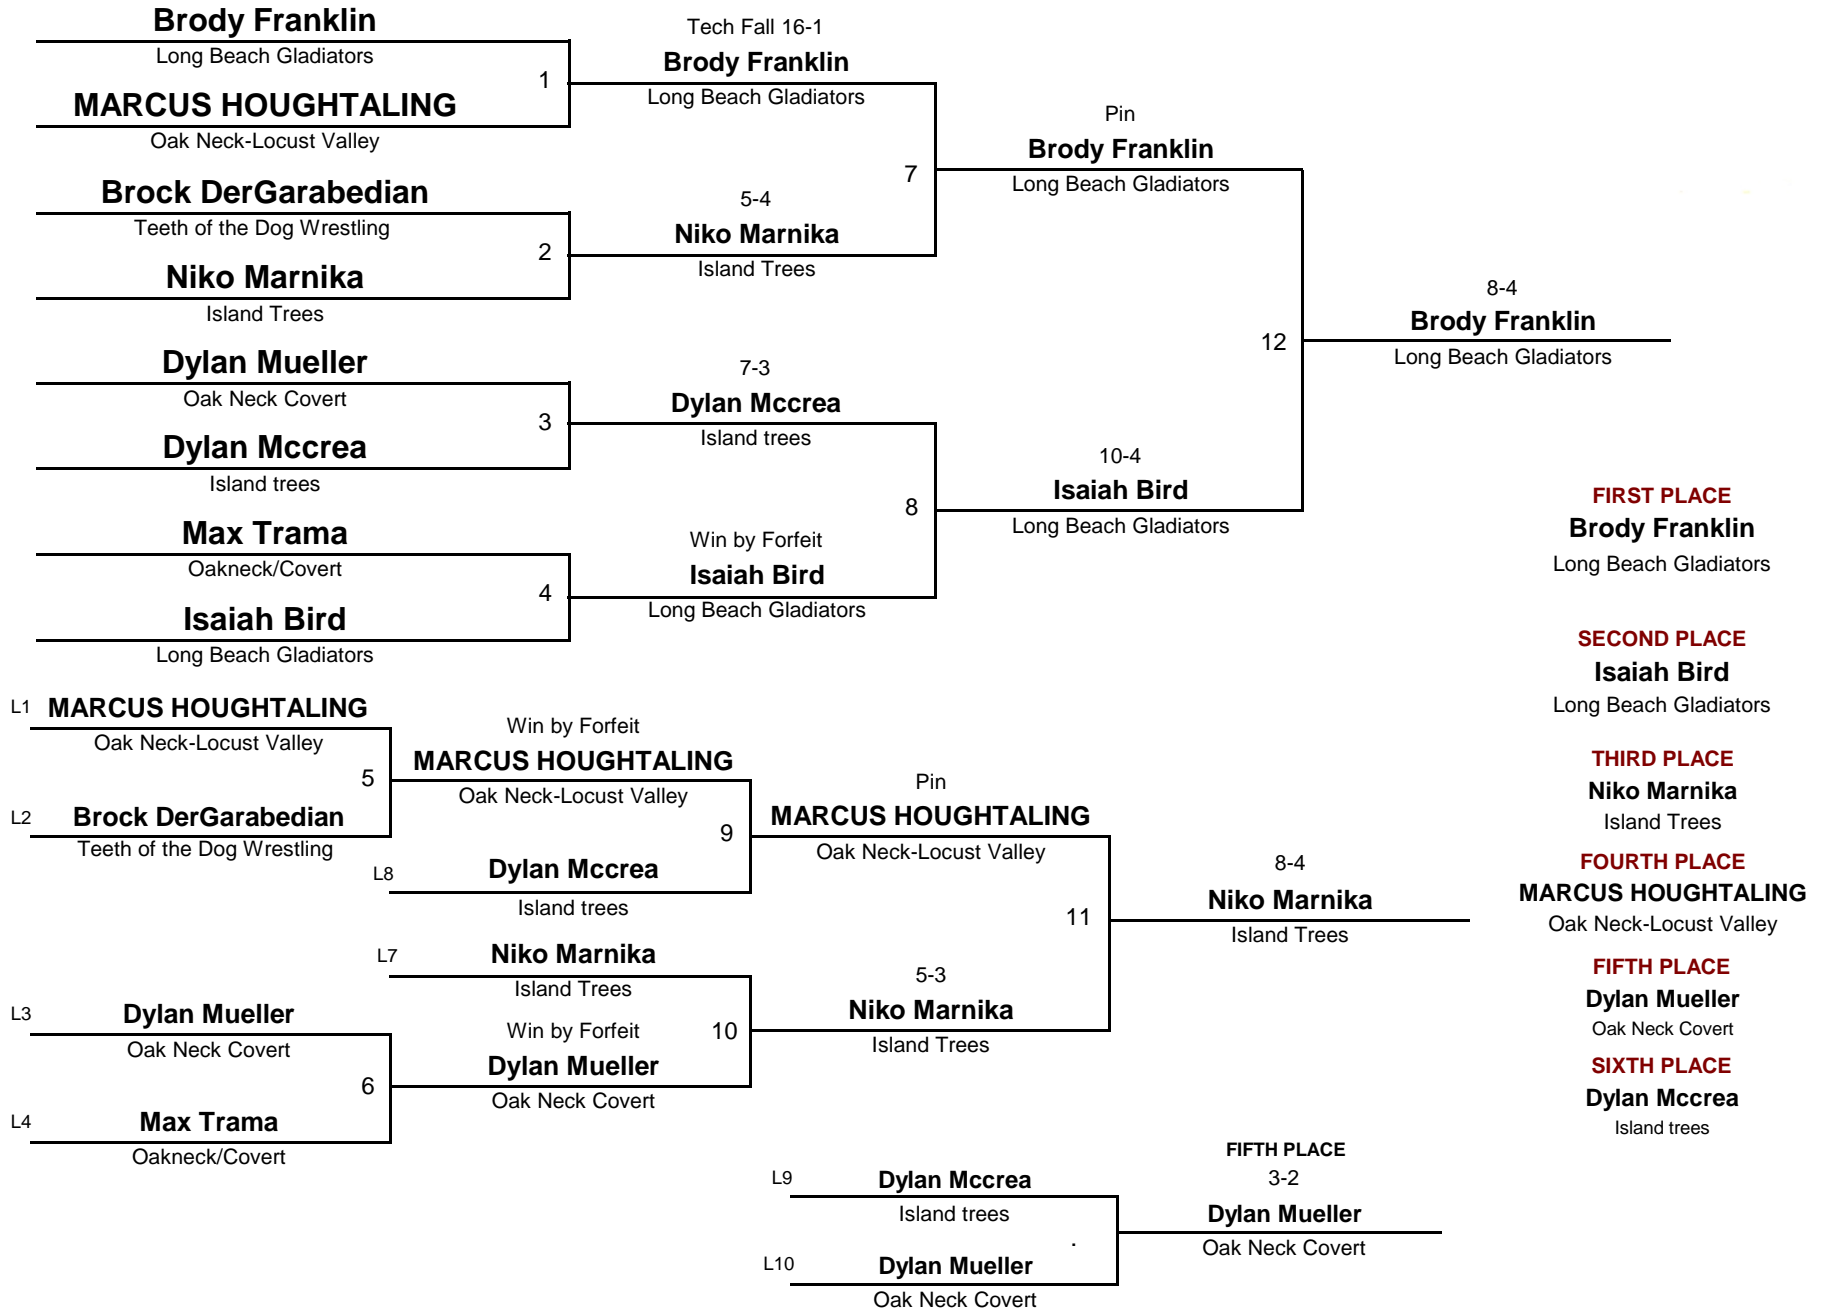 Brody Franklin
Long Beach Gladiators
1
MARCUS HOUGHTALING
Oak Neck-Locust Valley
Brock DerGarabedian
Teeth of the Dog Wrestling
2
Niko Marnika
Island Trees
Dylan Mueller
Oak Neck Covert
3
Dylan Mccrea
Island trees
Max Trama
Oakneck/Covert
4
Isaiah Bird
Long Beach Gladiators
Tech Fall 16-1
Brody Franklin
Long Beach Gladiators
7
5-4
Niko Marnika
Island Trees
7-3
Dylan Mccrea
Island trees
8
Win by Forfeit
Isaiah Bird
Long Beach Gladiators
Pin
Brody Franklin
Long Beach Gladiators
12
10-4
Isaiah Bird
Long Beach Gladiators
8-4
Brody Franklin
Long Beach Gladiators
L1 MARCUS HOUGHTALING
Oak Neck-Locust Valley
5
L2 Brock DerGarabedian
Teeth of the Dog Wrestling
L3 Dylan Mueller
Oak Neck Covert
6
L4 Max Trama
Oakneck/Covert
Win by Forfeit
MARCUS HOUGHTALING
Oak Neck-Locust Valley
9
L8 Dylan Mccrea
Island trees
L7 Niko Marnika
Island Trees
10
Win by Forfeit
Dylan Mueller
Oak Neck Covert
Pin
MARCUS HOUGHTALING
Oak Neck-Locust Valley
11
5-3
Niko Marnika
Island Trees
8-4
Niko Marnika
Island Trees
L9 Dylan Mccrea
Island trees
.
L10 Dylan Mueller
Oak Neck Covert
FIFTH PLACE
3-2
Dylan Mueller
Oak Neck Covert
FIRST PLACE
Brody Franklin
Long Beach Gladiators
SECOND PLACE
Isaiah Bird
Long Beach Gladiators
THIRD PLACE
Niko Marnika
Island Trees
FOURTH PLACE
MARCUS HOUGHTALING
Oak Neck-Locust Valley
FIFTH PLACE
Dylan Mueller
Oak Neck Covert
SIXTH PLACE
Dylan Mccrea
Island trees